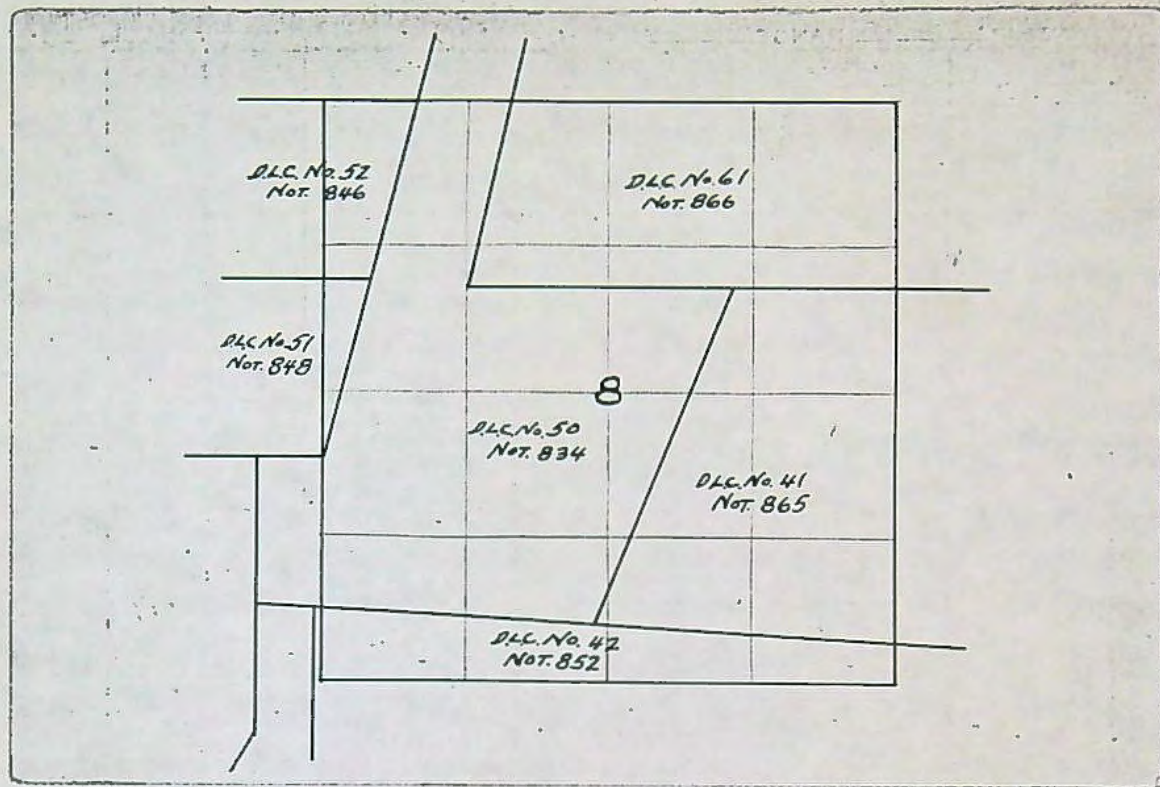 D.L.C. No. 52
Not. 846
D.L.C. No. 61
Not. 866
D.L.C. No. 51
Not. 848
8
D.L.C. No. 50
Not. 834
D.L.C. No. 41
Not. 865
D.L.C. No. 42
Not. 852